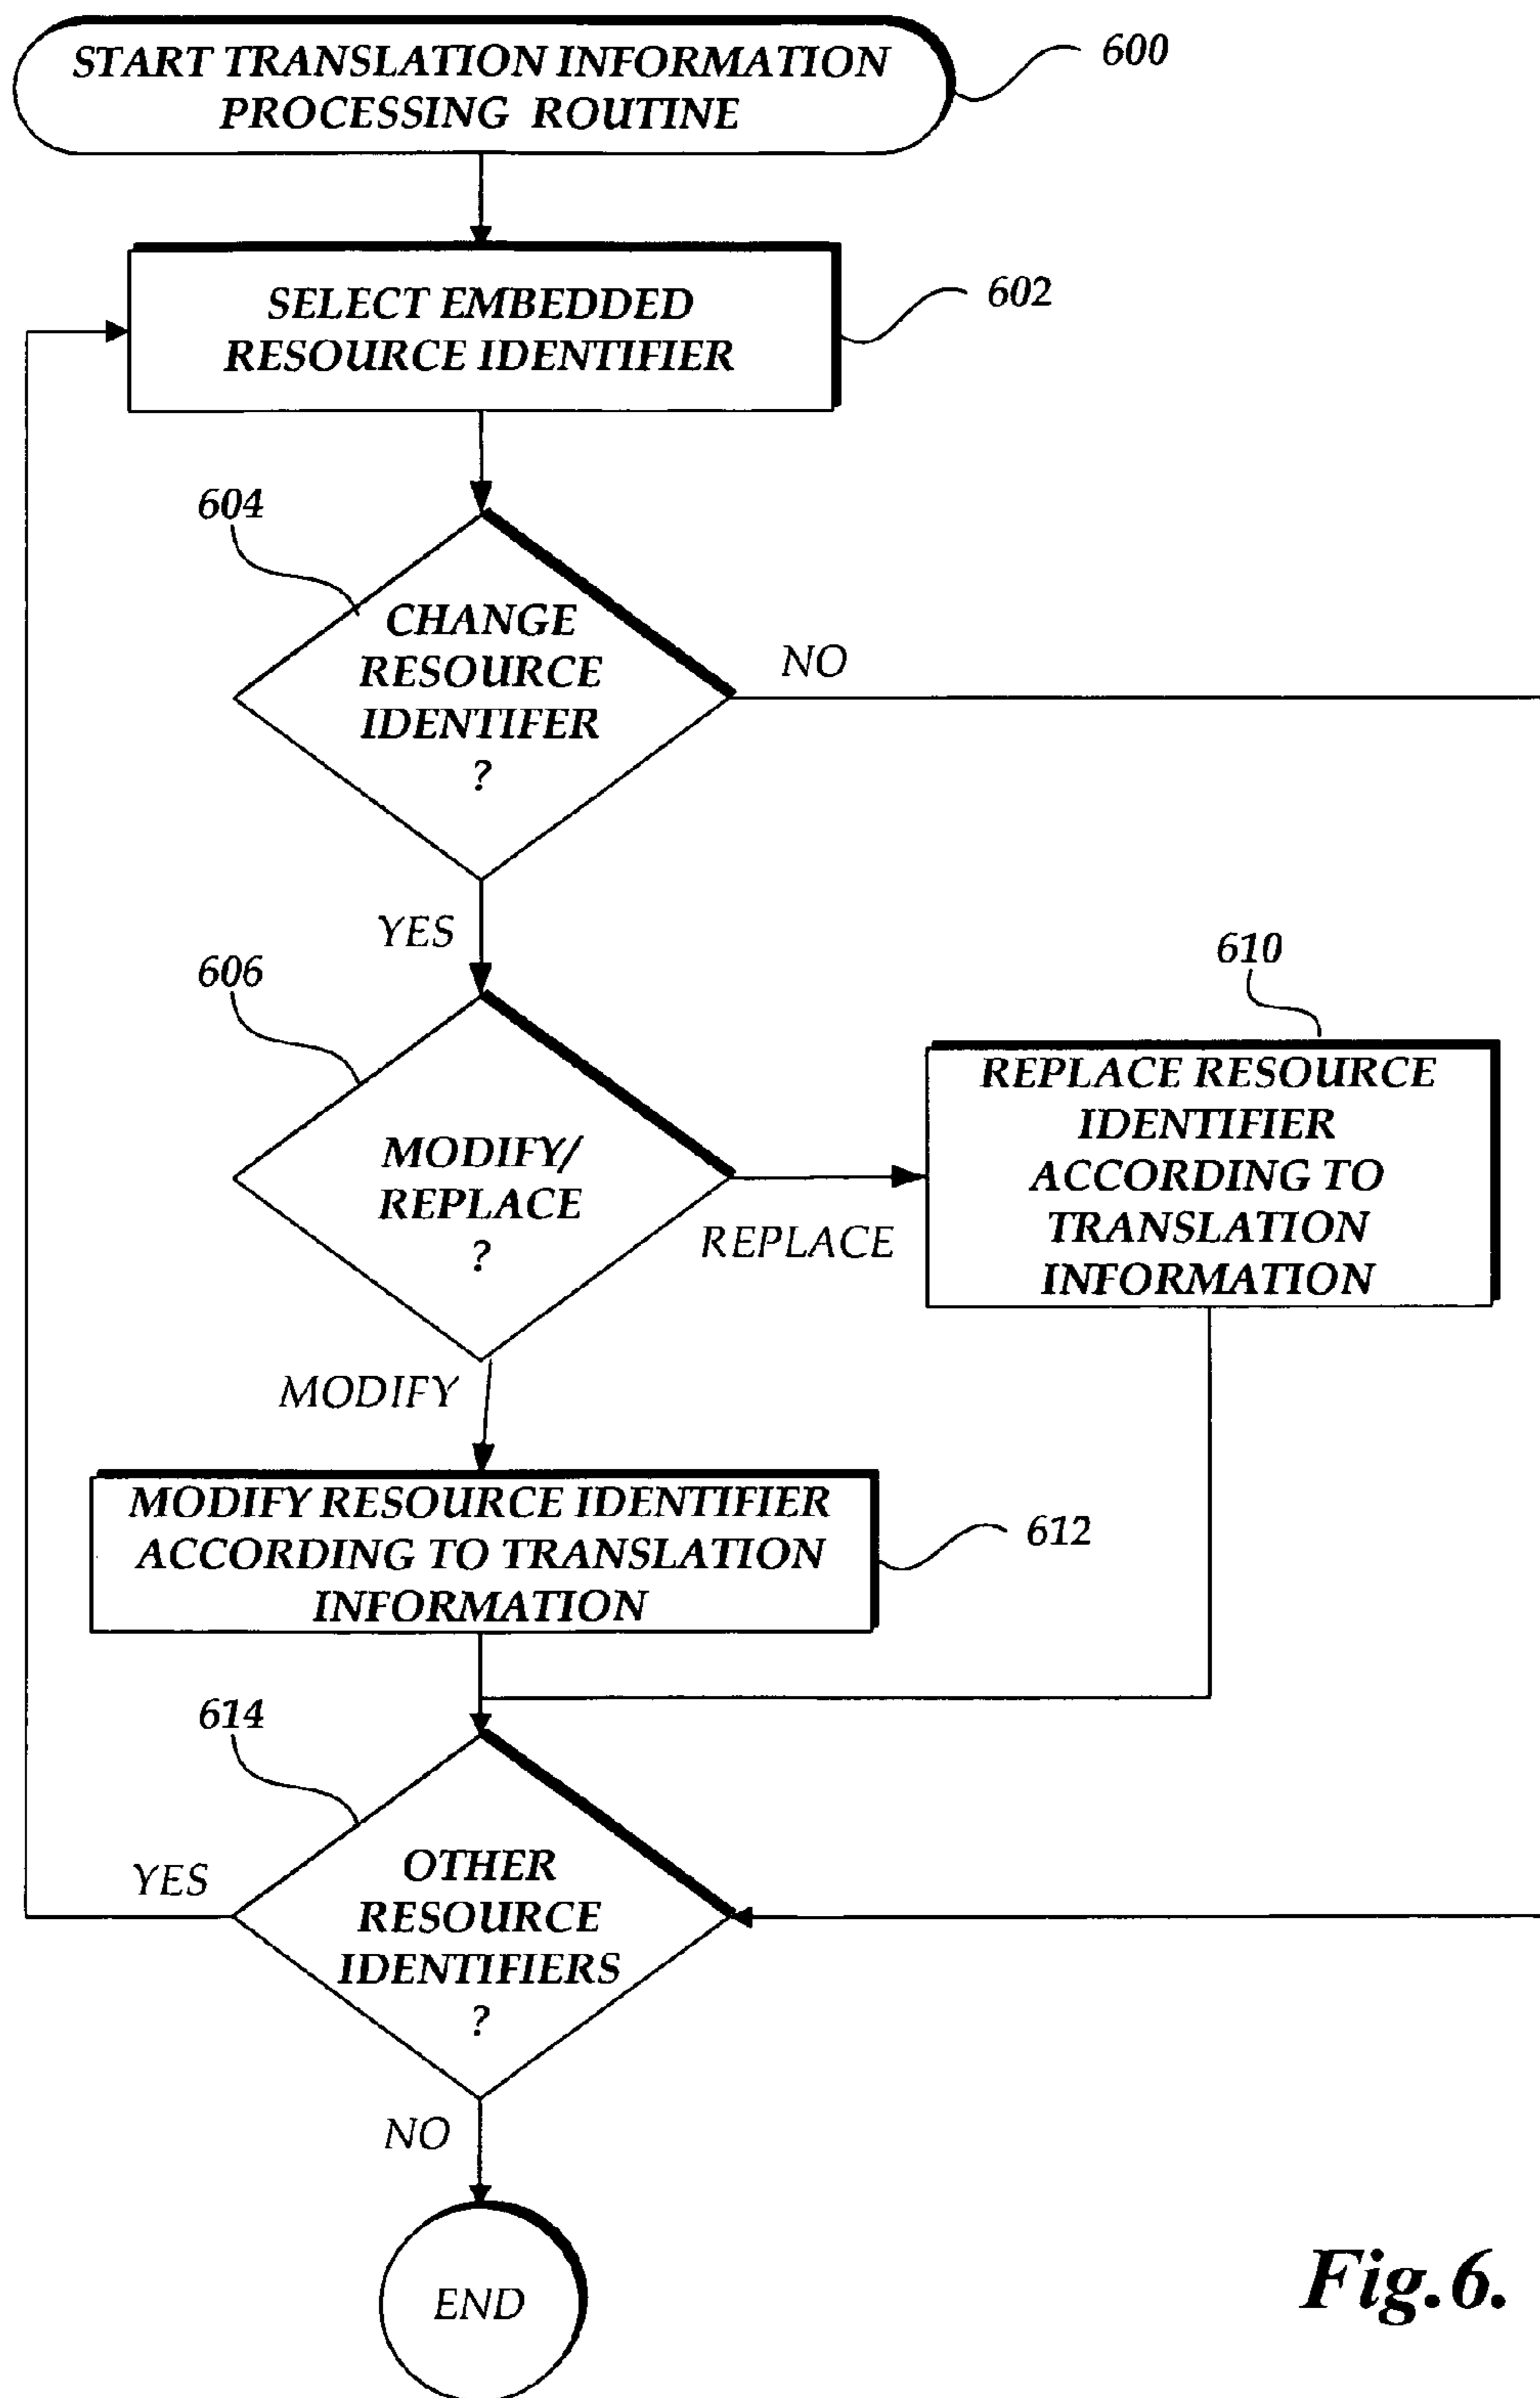 START TRANSLATION INFORMATION
PROCESSING ROUTINE
600
SELECT EMBEDDED
RESOURCE IDENTIFIER
602
604
CHANGE
RESOURCE
IDENTIFER
?
NO
YES
606
MODIFY/
REPLACE
?
REPLACE
610
REPLACE RESOURCE
IDENTIFIER
ACCORDING TO
TRANSLATION
INFORMATION
MODIFY
MODIFY RESOURCE IDENTIFIER
ACCORDING TO TRANSLATION
INFORMATION
612
614
OTHER
RESOURCE
IDENTIFIERS
?
YES
NO
END
Fig.6.